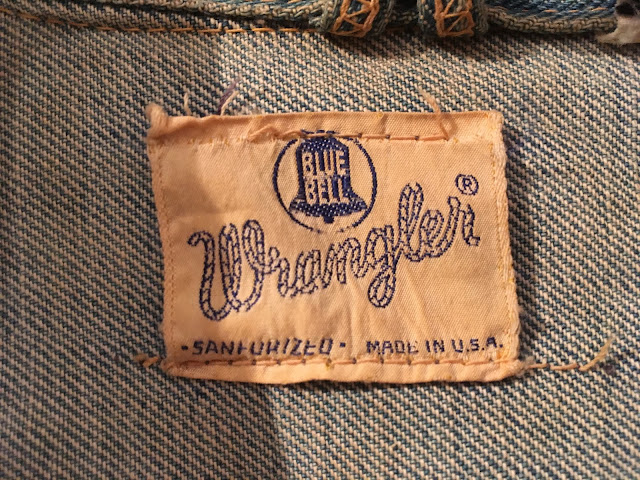 BLUE
BELL
Wrangler®
• SANFORIZED • MADE IN U.S.A.